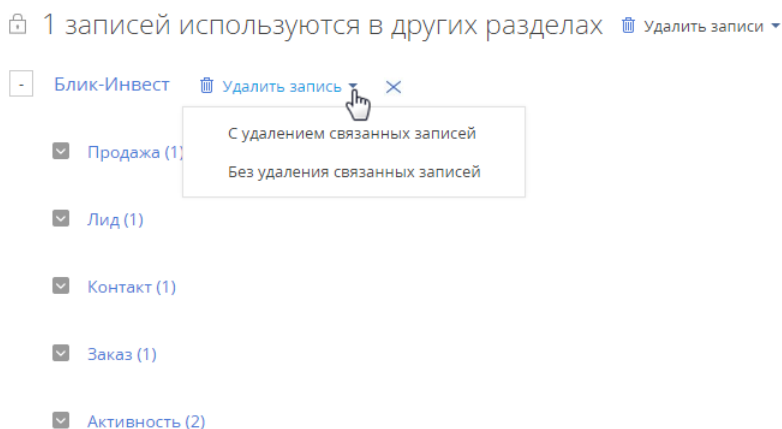 1 записей используются в других разделах Удалить записи
- Блик-Инвест Удалить запись
С удалением связанных записей
Продажа (1)
Без удаления связанных записей
Лид (1)
Контакт (1)
Заказ (1)
Активность (2)